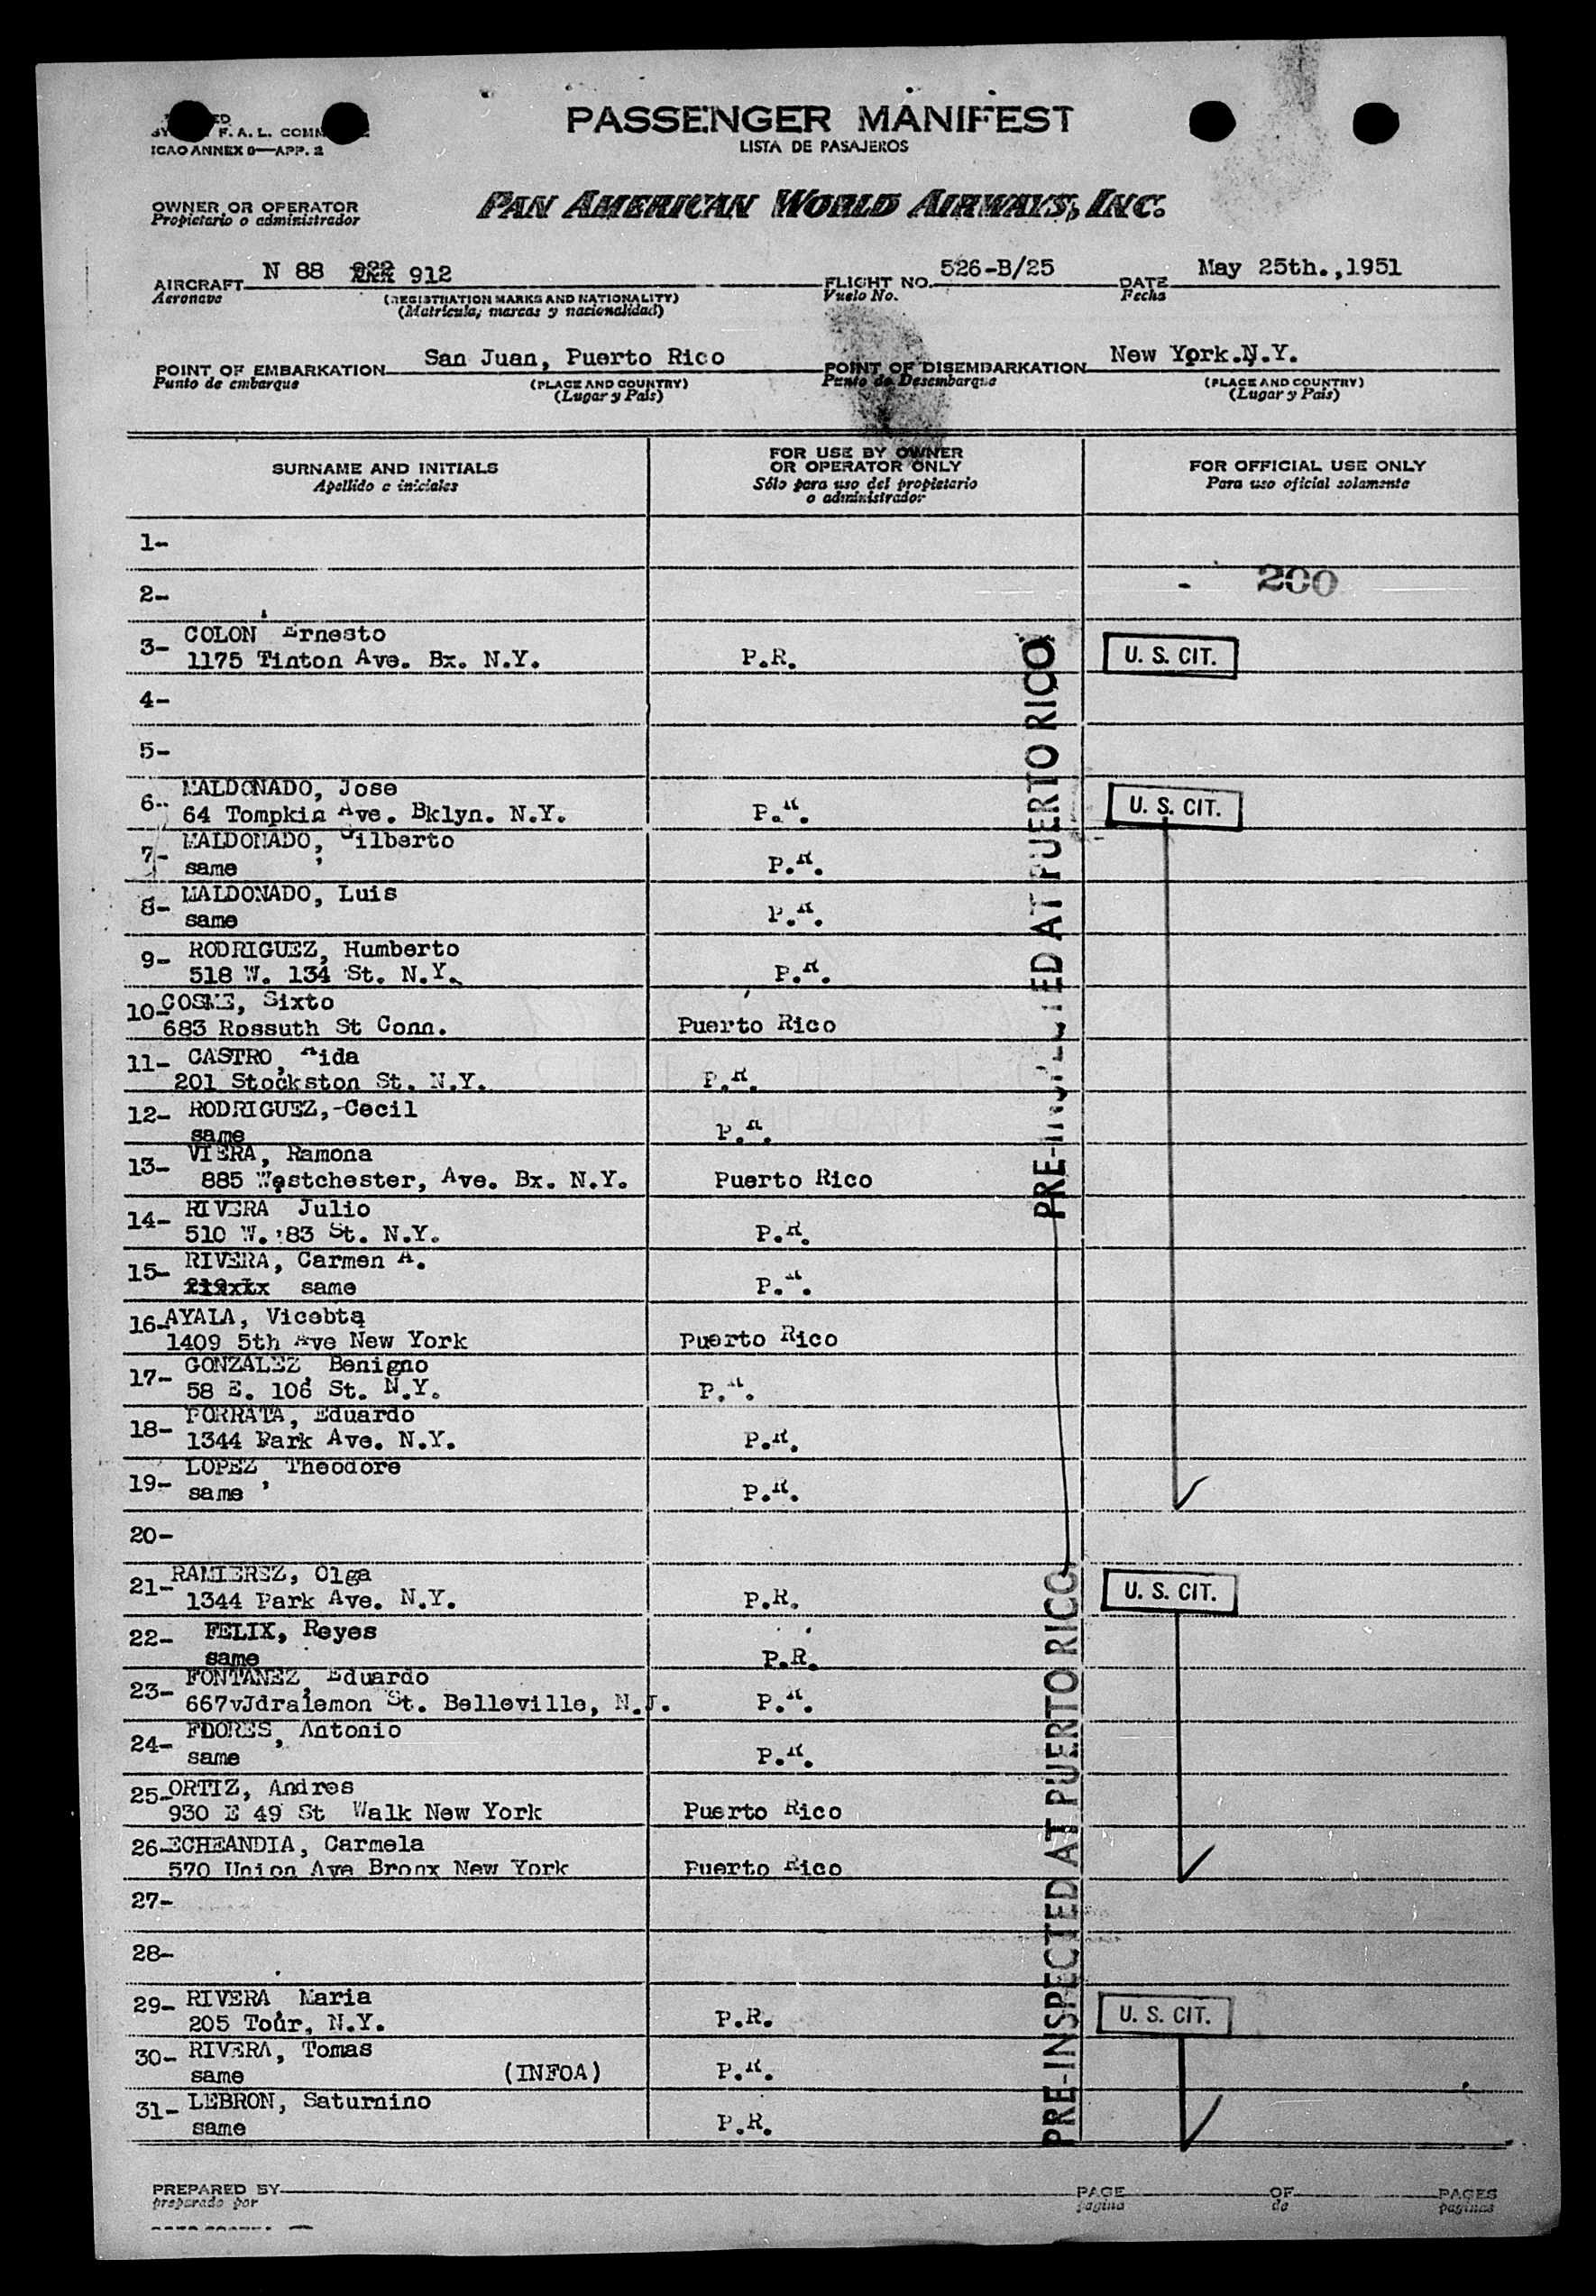 F. A. L.
ICAO ANNEX 9—APP. 2
PASSENGER MANIFEST
LISTA DE PASAJEROS
OWNER OR OPERATOR
Propietario o administrador
PAN AMERICAN WORLD AIRWAYS, INC.
AIRCRAFT N 88 912
Aeronave
(REGISTRATION MARKS AND NATIONALITY)
(Matrícula, marcas y nacionalidad)
FLIGHT NO. 526-B/25
Vuelo No.
DATE May 25th.,1951
Fecha
POINT OF EMBARKATION San Juan, Puerto Rico
Punto de embarque
(PLACE AND COUNTRY)
(Lugar y País)
POINT OF DISEMBARKATION New York.N.Y.
Punto de Desembarque
(PLACE AND COUNTRY)
(Lugar y País)
SURNAME AND INITIALS
Apellido e iniciales
FOR USE BY OWNER
OR OPERATOR ONLY
Sólo para uso del propietario
o administrador
FOR OFFICIAL USE ONLY
Para uso oficial solamente
1-
2- - 200
3- COLON Ernesto
1175 Tinton Ave. Bx. N.Y. P.R. U. S. CIT.
4-
5-
6- MALDONADO, Jose
64 Tompkin Ave. Bklyn. N.Y. P.R. U. S. CIT.
7- MALDONADO, Gilberto
same P.R.
8- MALDONADO, Luis
same P.R.
9- RODRIGUEZ, Humberto
518 W. 134 St. N.Y. P.R.
10- COSME, Sixto
683 Rossuth St Conn. Puerto Rico
11- CASTRO, Aida
201 Stockston St. N.Y. P.R.
12- RODRIGUEZ,-Cecil
same P.R.
13- VIERA, Ramona
885 Westchester, Ave. Bx. N.Y. Puerto Rico
14- RIVERA Julio
510 W. 83 St. N.Y. P.R.
15- RIVERA, Carmen A.
same P.R.
16- AYALA, Vicebta
1409 5th Ave New York Puerto Rico
17- GONZALEZ, Benigno
58 E. 106 St. N.Y. P.R.
18- PORRATA, Eduardo
1344 Park Ave. N.Y. P.R.
19- LOPEZ, Theodore
same P.R.
20-
21- RAMIEREZ, Olga
1344 Park Ave. N.Y. P.R. U. S. CIT.
22- FELIX, Reyes
same P.R.
23- FONTANEZ, Eduardo
667vJdralemon St. Belleville, N.J. P.R.
24- FLORES, Antonio
same P.R.
25- ORTIZ, Andres
930 E 49 St Walk New York Puerto Rico
26- ECHEANDIA, Carmela
570 Union Ave Bronx New York Puerto Rico
27-
28-
29- RIVERA, Maria
205 Tour, N.Y. P.R. U. S. CIT.
30- RIVERA, Tomas
same (INFOA) P.R.
31- LEBRON, Saturnino
same P.R.
PRE-INSPECTED AT PUERTO RICO
PRE-INSPECTED AT PUERTO RICO
PREPARED BY PAGE OF PAGES
preparado por pagina de paginas